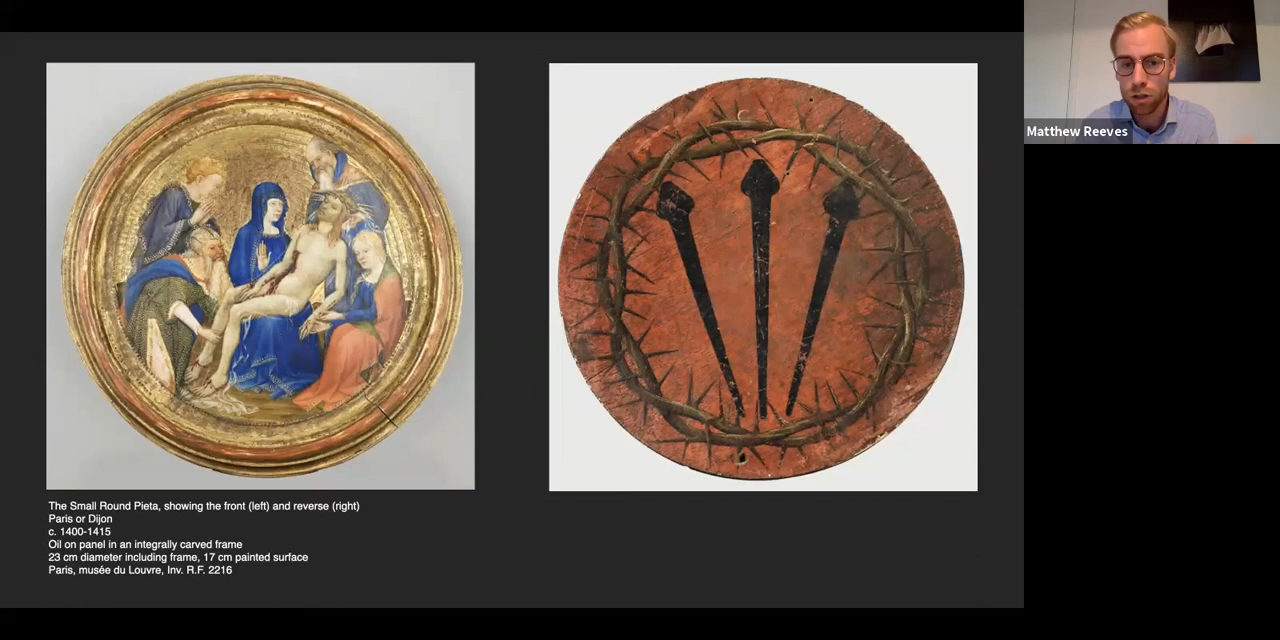 Matthew Reeves
The Small Round Pieta, showing the front (left) and reverse (right)
Paris or Dijon
c. 1400-1415
Oil on panel in an integrally carved frame
23 cm diameter including frame, 17 cm painted surface
Paris, musée du Louvre, Inv. R.F. 2216